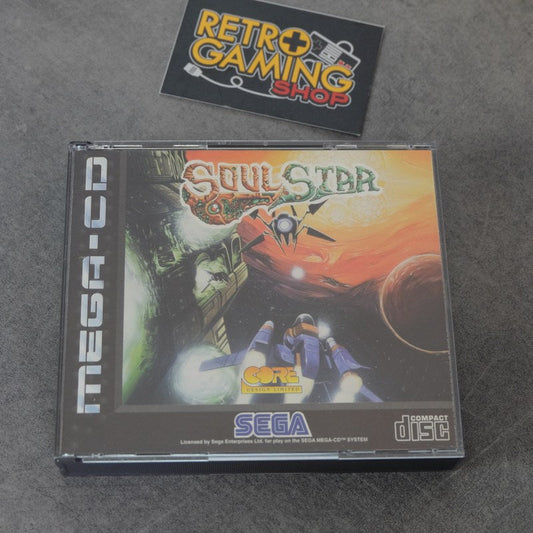 RETRO
GAMING
SHOP
MEGA-CD
SOULSTAR
CORE
DESIGN LIMITED
SEGA
COMPACT
disc
Licensed by Sega Enterprises Ltd. for play on the SEGA MEGA-CD™ SYSTEM